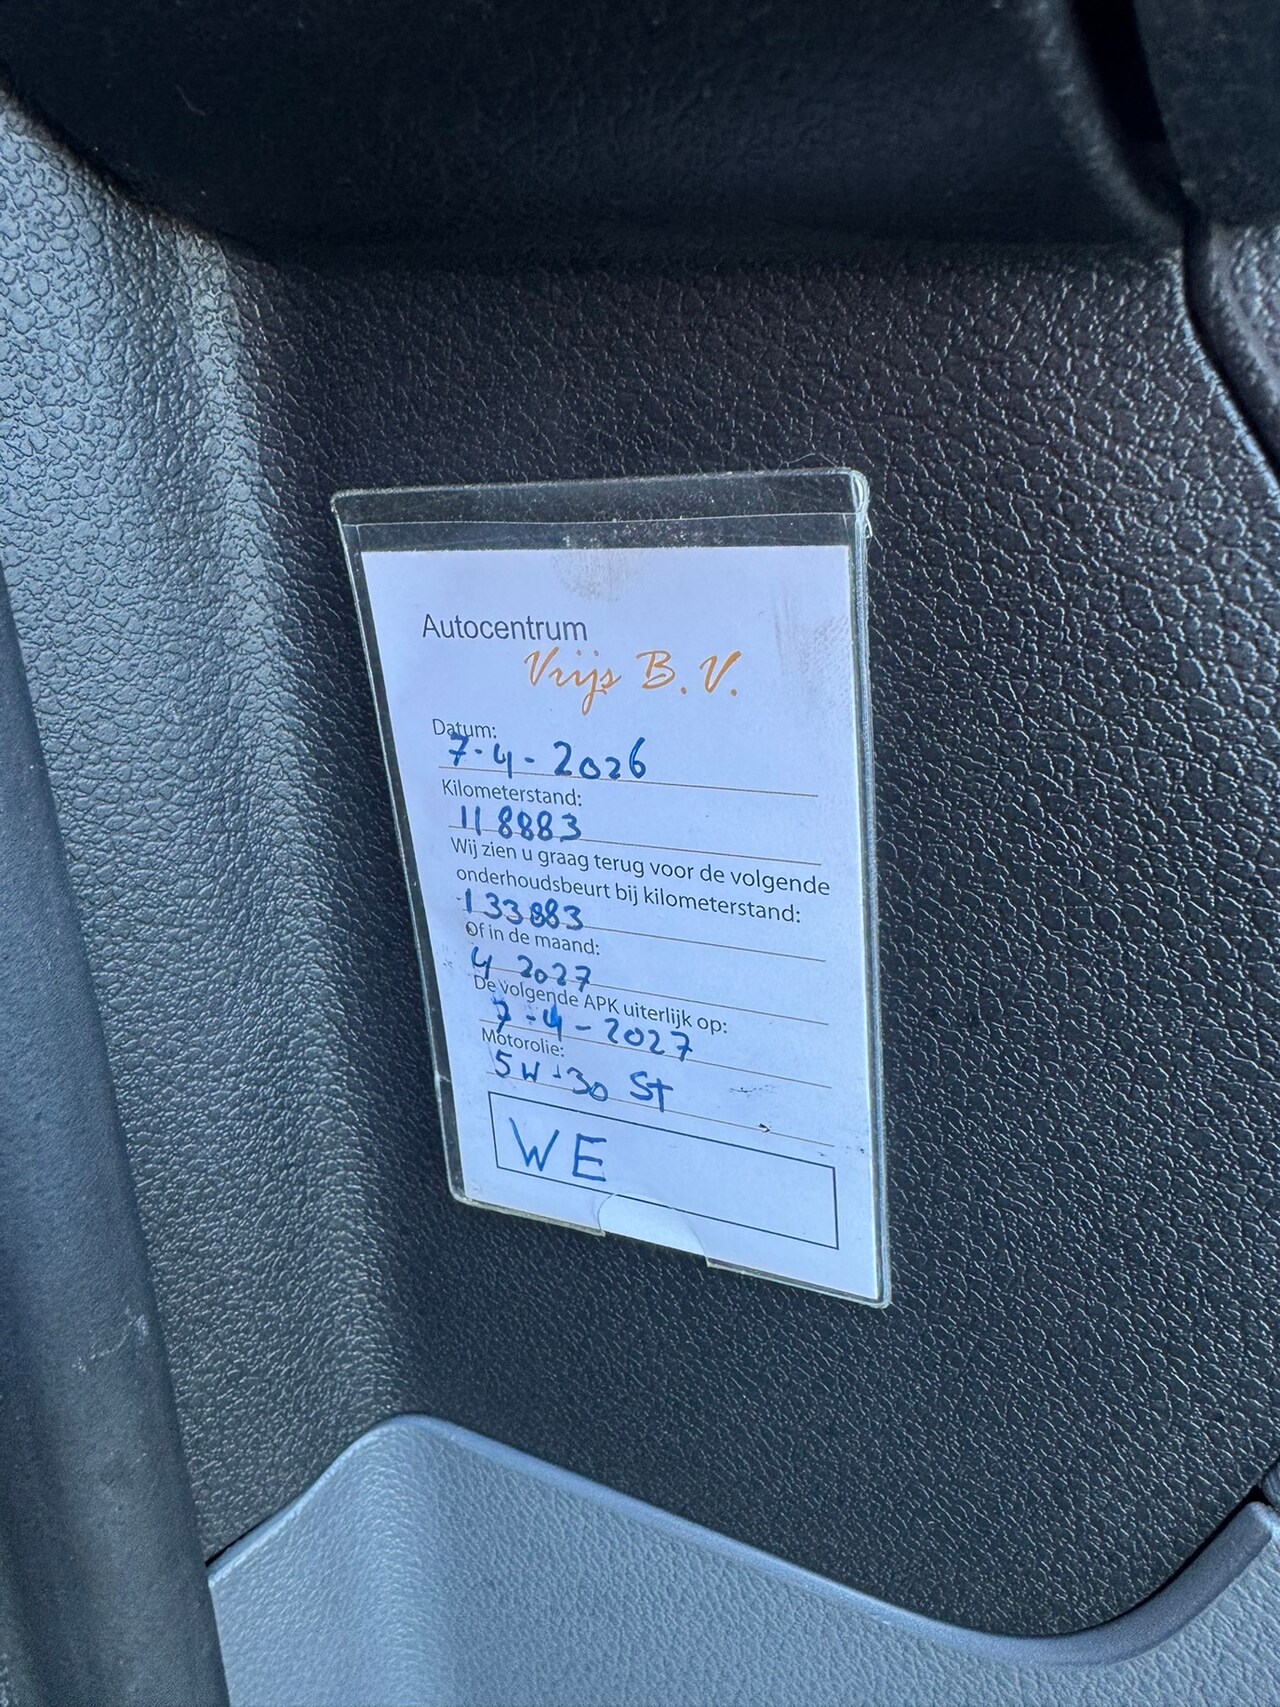 Autocentrum
Vrijs B.V.
Datum:
7-4-2026
Kilometerstand:
118883
Wij zien u graag terug voor de volgende
onderhoudsbeurt bij kilometerstand:
133883
Of in de maand:
4 2027
De volgende APK uiterlijk op:
7-4-2027
Motorolie:
5W-30 ST
WE